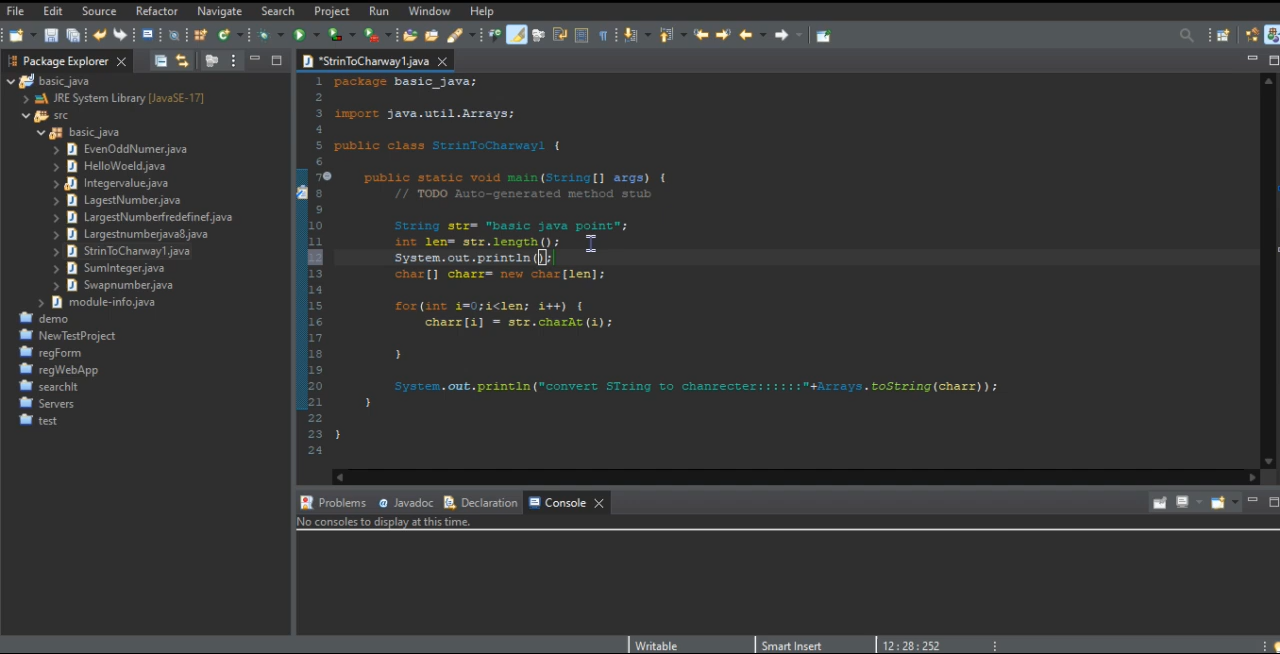 File Edit Source Refactor Navigate Search Project Run Window Help
Package Explorer
*StrinToCharway1.java
basic_java
JRE System Library [JavaSE-17]
src
basic_java
EvenOddNumer.java
HelloWoeld.java
Integervalue.java
LagestNumber.java
LargestNumberfredefinef.java
Largestnumberjava8.java
StrinToCharway1.java
SumInteger.java
Swapnumber.java
module-info.java
demo
NewTestProject
regForm
regWebApp
searchIt
Servers
test
1 package basic_java;
2
3 import java.util.Arrays;
4
5 public class StrinToCharway1 {
6
7 public static void main(String[] args) {
8 // TODO Auto-generated method stub
9
10 String str= "basic java point";
11 int len= str.length();
12 System.out.println();
13 char[] charr= new char[len];
14
15 for(int i=0;i<len; i++) {
16 charr[i] = str.charAt(i);
17
18 }
19
20 System.out.println("convert STring to chanrecter::::::"+Arrays.toString(charr));
21 }
22
23 }
24
Problems Javadoc Declaration Console
No consoles to display at this time.
Writable Smart Insert 12 : 28 : 252